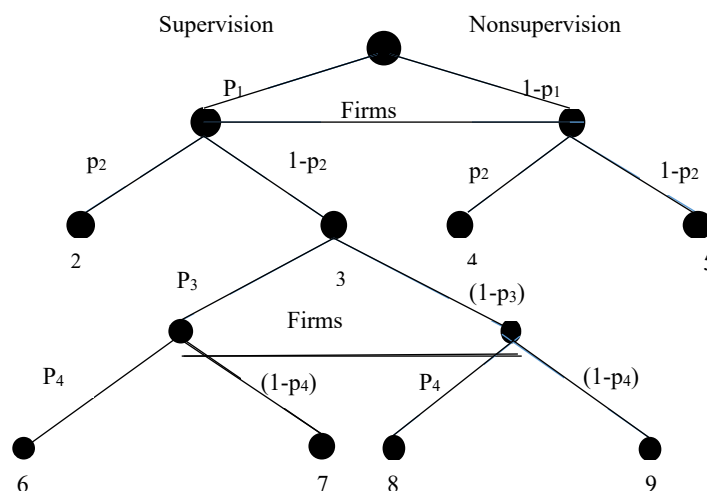 Supervision Nonsupervision
P₁ 1-p₁
Firms
p₂ 1-p₂ p₂ 1-p₂
2 3 4 5
P₃ (1-p₃)
Firms
P₄ (1-p₄) P₄ (1-p₄)
6 7 8 9